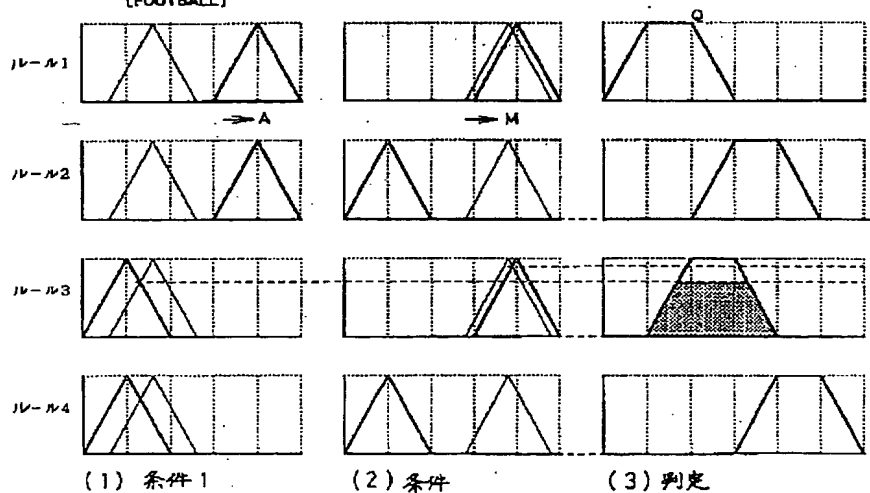 [FOOTBALL]
ルール1
Q
→ A
→ M
ルール2
ルール3
ルール4
(1) 条件1
(2) 条件
(3) 判定